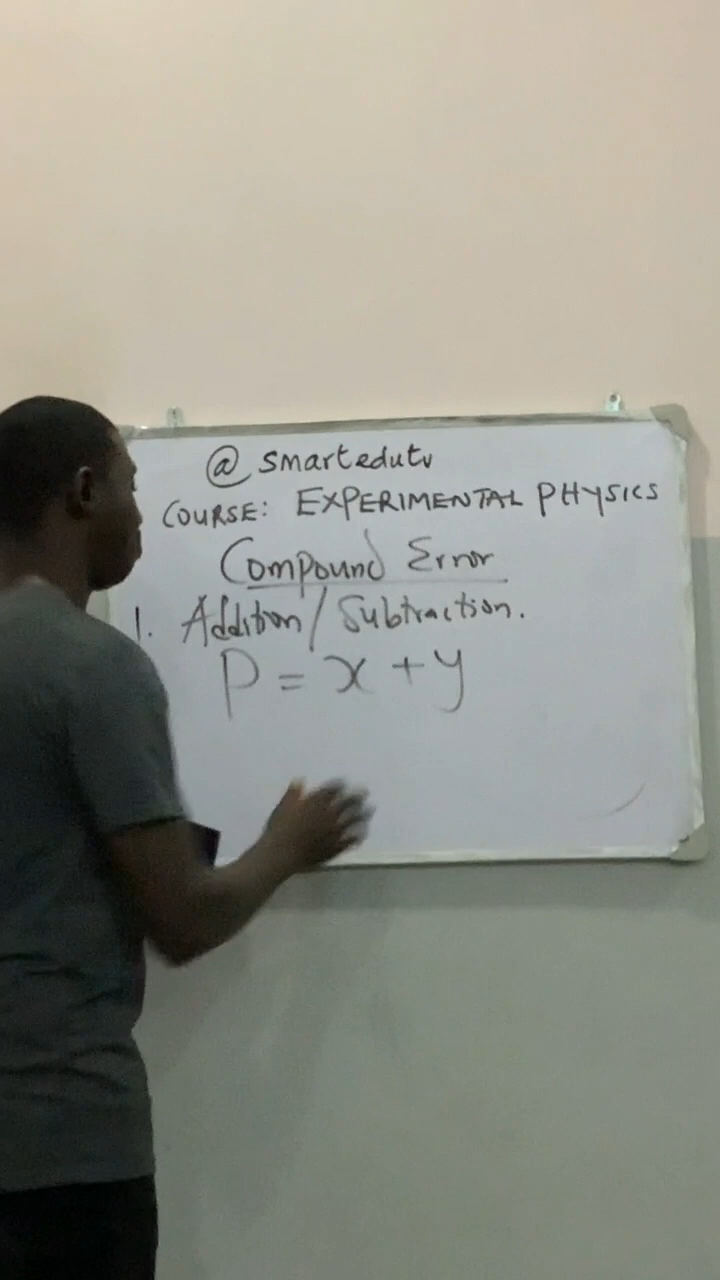 @ smartedutv
COURSE: EXPERIMENTAL PHYSICS
Compound Error
1. Addition/Subtraction.
P = x + y